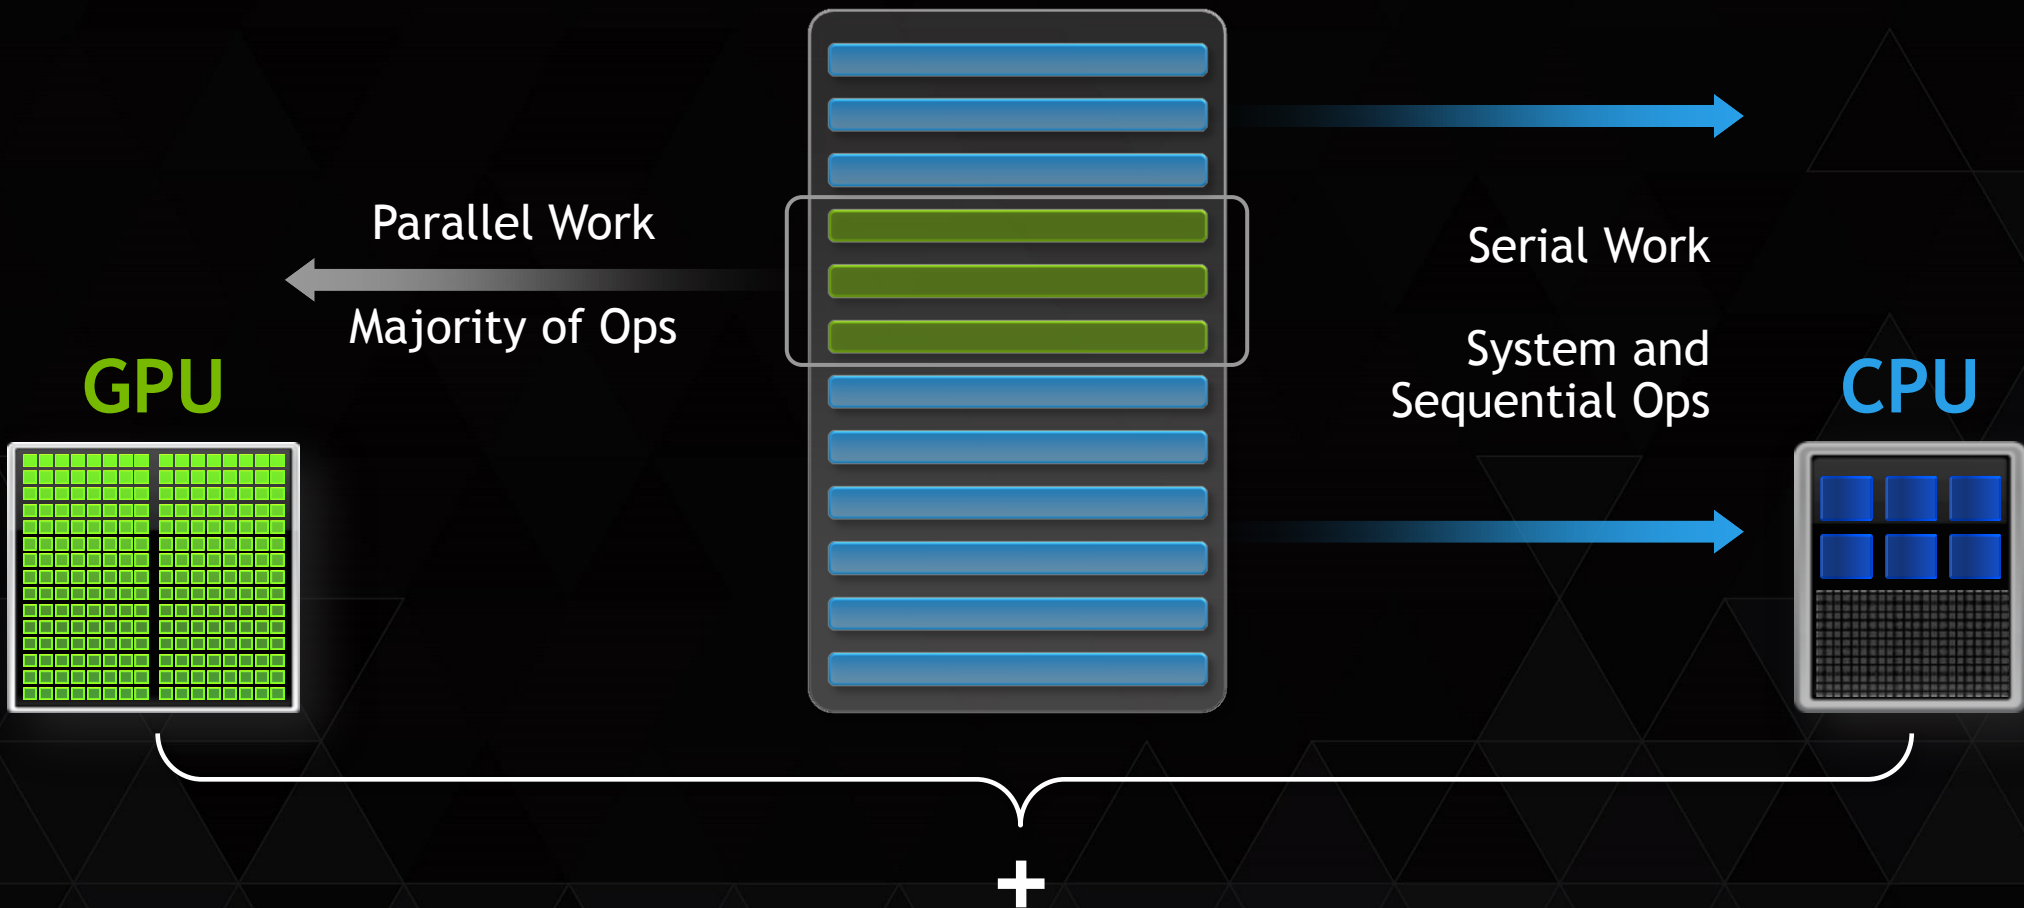 Parallel Work
Majority of Ops
GPU
Serial Work
System and
Sequential Ops
CPU
+